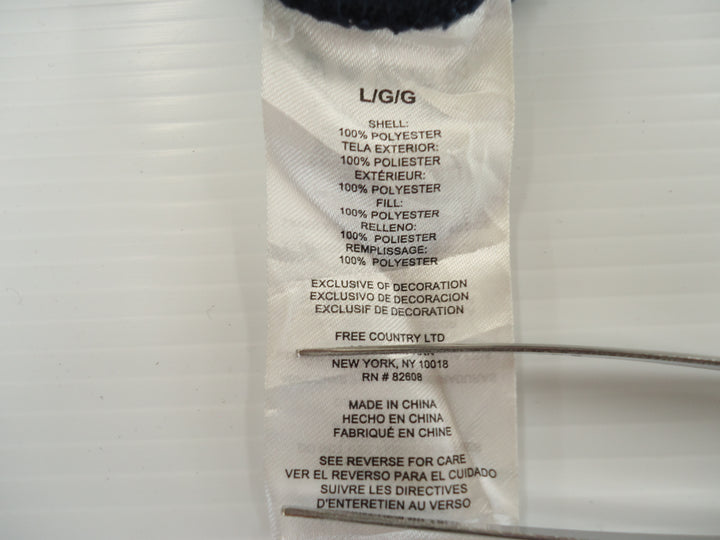 L/G/G
SHELL:
100% POLYESTER
TELA EXTERIOR:
100% POLIESTER
EXTÉRIEUR:
100% POLYESTER
FILL:
100% POLYESTER
RELLENO:
100% POLIESTER
REMPLISSAGE:
100% POLYESTER
EXCLUSIVE OF DECORATION
EXCLUSIVO DE DECORACION
EXCLUSIF DE DECORATION
FREE COUNTRY LTD
NEW YORK, NY 10018
RN # 82608
MADE IN CHINA
HECHO EN CHINA
FABRIQUÉ EN CHINE
SEE REVERSE FOR CARE
VER EL REVERSO PARA EL CUIDADO
SUIVRE LES DIRECTIVES
D'ENTERETIEN AU VERSO